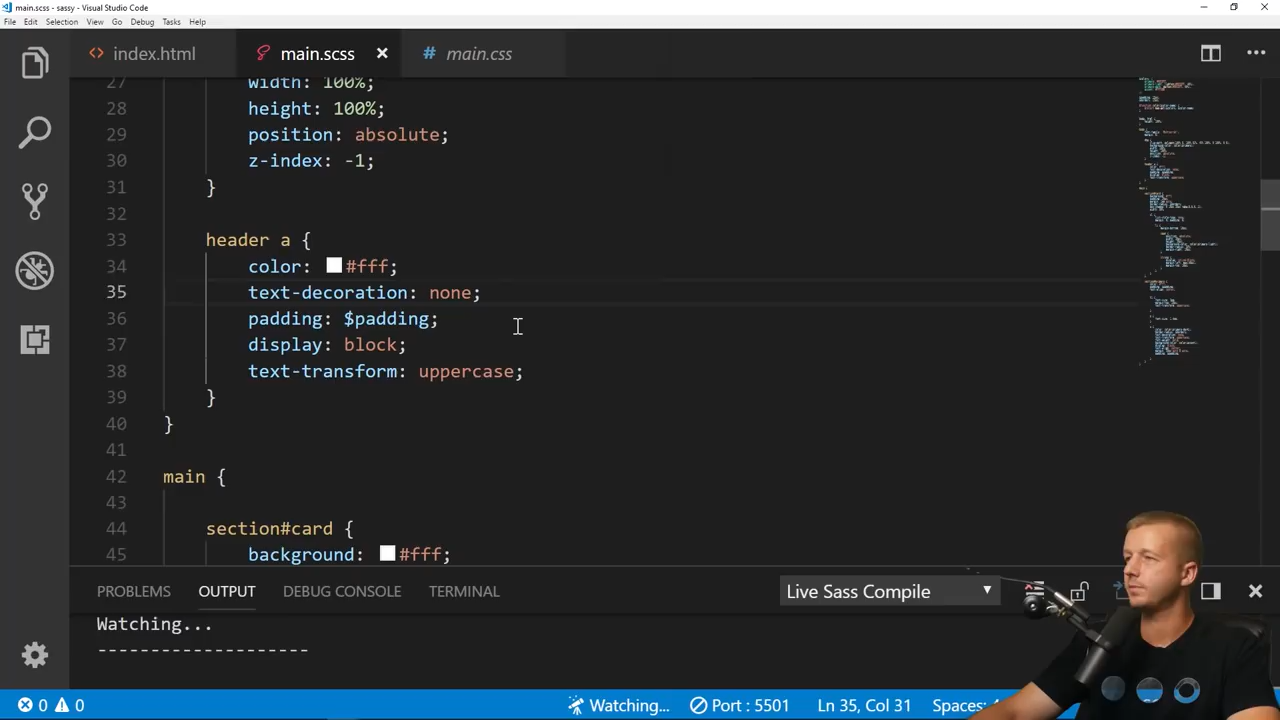 main.scss - sassy - Visual Studio Code
File Edit Selection View Go Debug Tasks Help
index.html main.scss main.css
27 width: 100%;
28 height: 100%;
29 position: absolute;
30 z-index: -1;
31 }
32
33 header a {
34 color: #fff;
35 text-decoration: none;
36 padding: $padding;
37 display: block;
38 text-transform: uppercase;
39 }
40 }
41
42 main {
43
44 section#card {
45 background: #fff;
PROBLEMS OUTPUT DEBUG CONSOLE TERMINAL Live Sass Compile
Watching...
--------------------
0 0 Watching... Port : 5501 Ln 35, Col 31 Spaces: